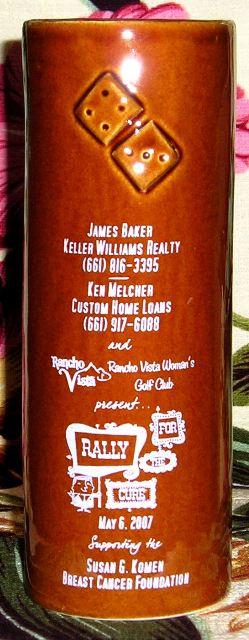 JAMES BAKER
KELLER WILLIAMS REALTY
(661) 816-3395
KEN MELCHER
CUSTOM HOME LOANS
(661) 917-6088
and
Rancho Vista
Rancho Vista Woman's
Golf Club
present...
RALLY
FOR
THE
CURE
MAY 6, 2007
Supporting the
SUSAN G. KOMEN
BREAST CANCER FOUNDATION